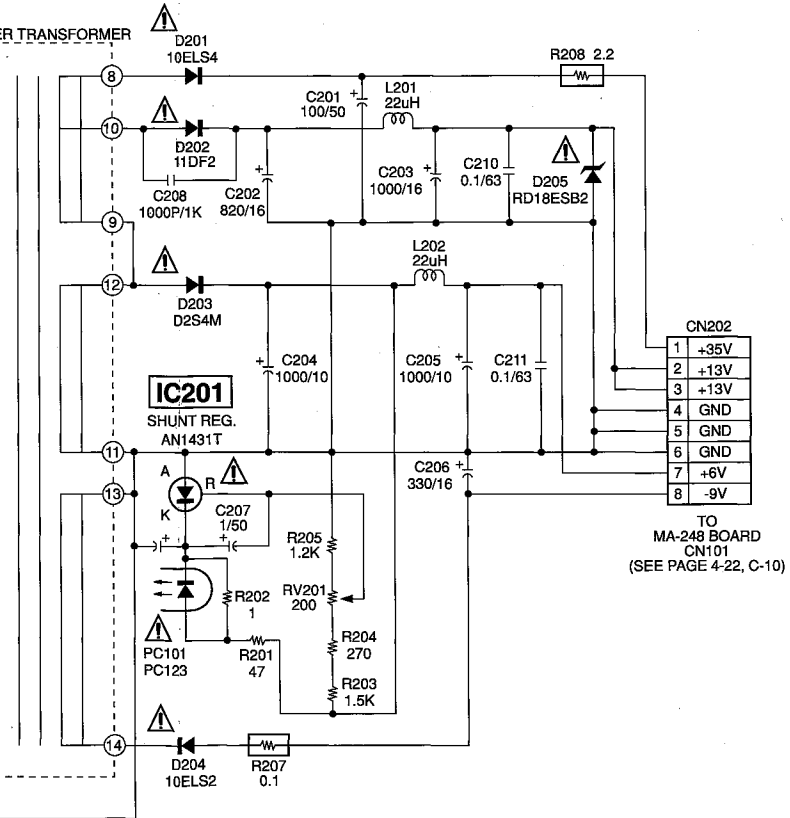 ER TRANSFORMER
D201
10ELS4
R208 2.2
8
C201
100/50
L201
22uH
10
D202
11DF2
C208
1000P/1K
C202
820/16
C203
1000/16
C210
0.1/63
D205
RD18ESB2
9
L202
22uH
12
D203
D2S4M
C204
1000/10
C205
1000/10
C211
0.1/63
CN202
1 +35V
2 +13V
3 +13V
4 GND
5 GND
6 GND
7 +6V
8 -9V
TO
MA-248 BOARD
CN101
(SEE PAGE 4-22, C-10)
IC201
SHUNT REG.
AN1431T
11
A
R
K
13
C206
330/16
C207
1/50
R205
1.2K
RV201
200
R202
1
R204
270
R201
47
R203
1.5K
PC101
PC123
14
D204
10ELS2
R207
0.1